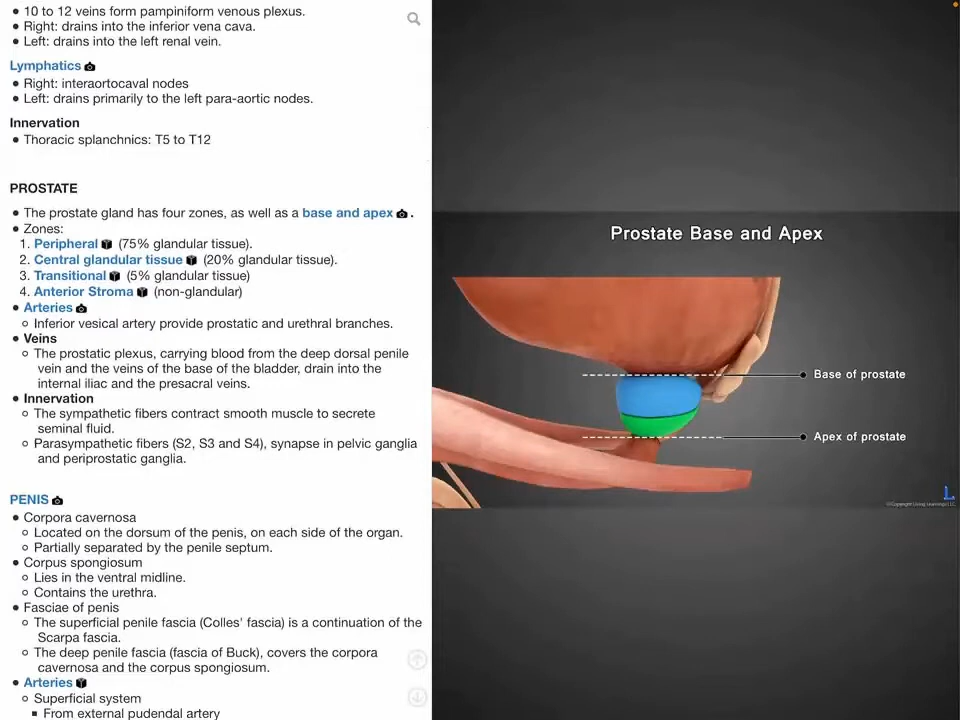 10 to 12 veins form pampiniform venous plexus.
Right: drains into the inferior vena cava.
Left: drains into the left renal vein.
Lymphatics
Right: interaortocaval nodes
Left: drains primarily to the left para-aortic nodes.
Innervation
Thoracic splanchnics: T5 to T12
PROSTATE
The prostate gland has four zones, as well as a base and apex.
Zones:
1. Peripheral (75% glandular tissue).
2. Central glandular tissue (20% glandular tissue).
3. Transitional (5% glandular tissue)
4. Anterior Stroma (non-glandular)
Arteries
Inferior vesical artery provide prostatic and urethral branches.
Veins
The prostatic plexus, carrying blood from the deep dorsal penile
vein and the veins of the base of the bladder, drain into the
internal iliac and the presacral veins.
Innervation
The sympathetic fibers contract smooth muscle to secrete
seminal fluid.
Parasympathetic fibers (S2, S3 and S4), synapse in pelvic ganglia
and periprostatic ganglia.
PENIS
Corpora cavernosa
Located on the dorsum of the penis, on each side of the organ.
Partially separated by the penile septum.
Corpus spongiosum
Lies in the ventral midline.
Contains the urethra.
Fasciae of penis
The superficial penile fascia (Colles' fascia) is a continuation of the
Scarpa fascia.
The deep penile fascia (fascia of Buck), covers the corpora
cavernosa and the corpus spongiosum.
Arteries
Superficial system
From external pudendal artery
Prostate Base and Apex
Base of prostate
Apex of prostate
L